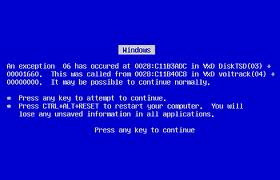 Windows
An exception 06 has occured at 0028:C11B3ADC in VxD DiskTSD(03) +
00001660. This was called from 0028:C11B40C8 in VxD voltrack(04) +
00000000. It may be possible to continue normally.
* Press any key to attempt to continue.
* Press CTRL+ALT+RESET to restart your computer. You will
lose any unsaved information in all applications.
Press any key to continue